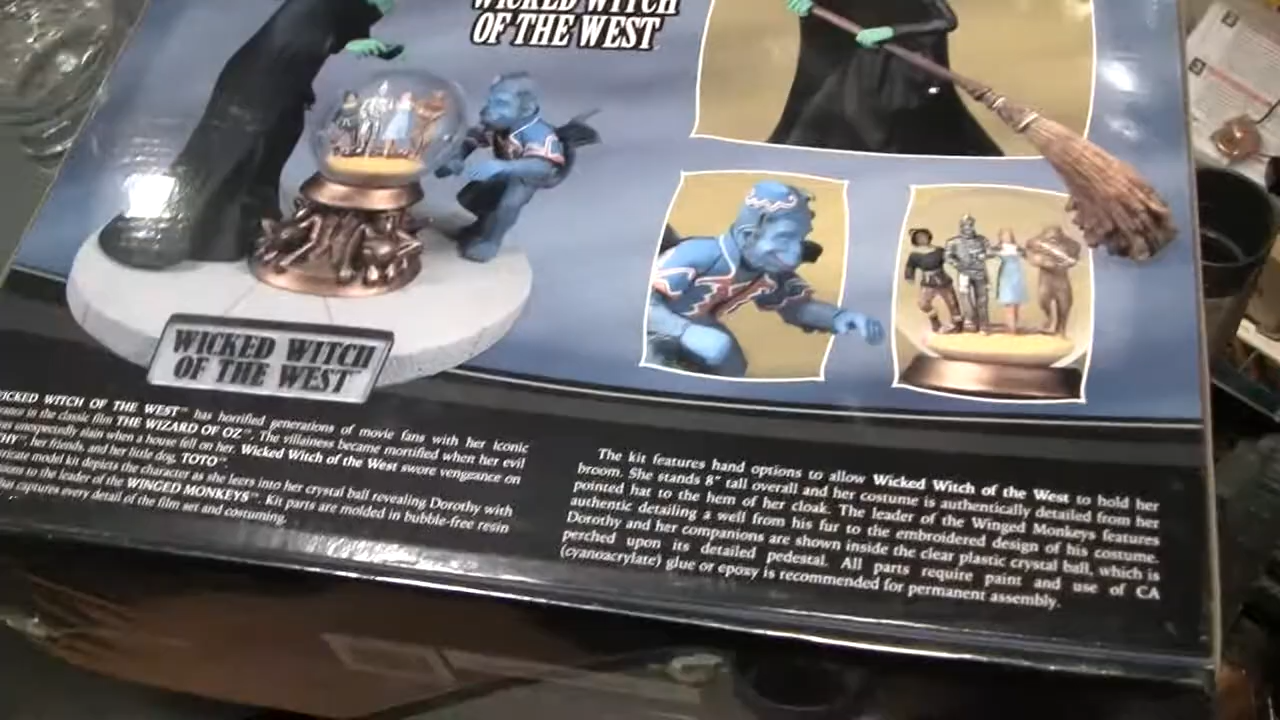 WICKED WITCH
OF THE WEST
WICKED WITCH
OF THE WEST
WICKED WITCH OF THE WEST™ has horrified generations of movie fans with her iconic
in the classic film THE WIZARD OF OZ™. The villainess became mortified when her evil
unexpectedly slain when a house fell on her. Wicked Witch of the West swore vengeance on
her friends, and her little dog, TOTO™.
model kit depicts the character as she leers into her crystal ball revealing Dorothy with
to the leader of the WINGED MONKEYS™. Kit parts are molded in bubble-free resin
captures every detail of the film set and costuming.
The kit features hand options to allow Wicked Witch of the West to hold her
broom. She stands 8" tall overall and her costume is authentically detailed from her
pointed hat to the hem of her cloak. The leader of the Winged Monkeys features
authentic detailing a well from his fur to the embroidered design of his costume.
Dorothy and her companions are shown inside the clear plastic crystal ball, which is
perched upon its detailed pedestal. All parts require paint and use of CA
(cyanoacrylate) glue or epoxy is recommended for permanent assembly.